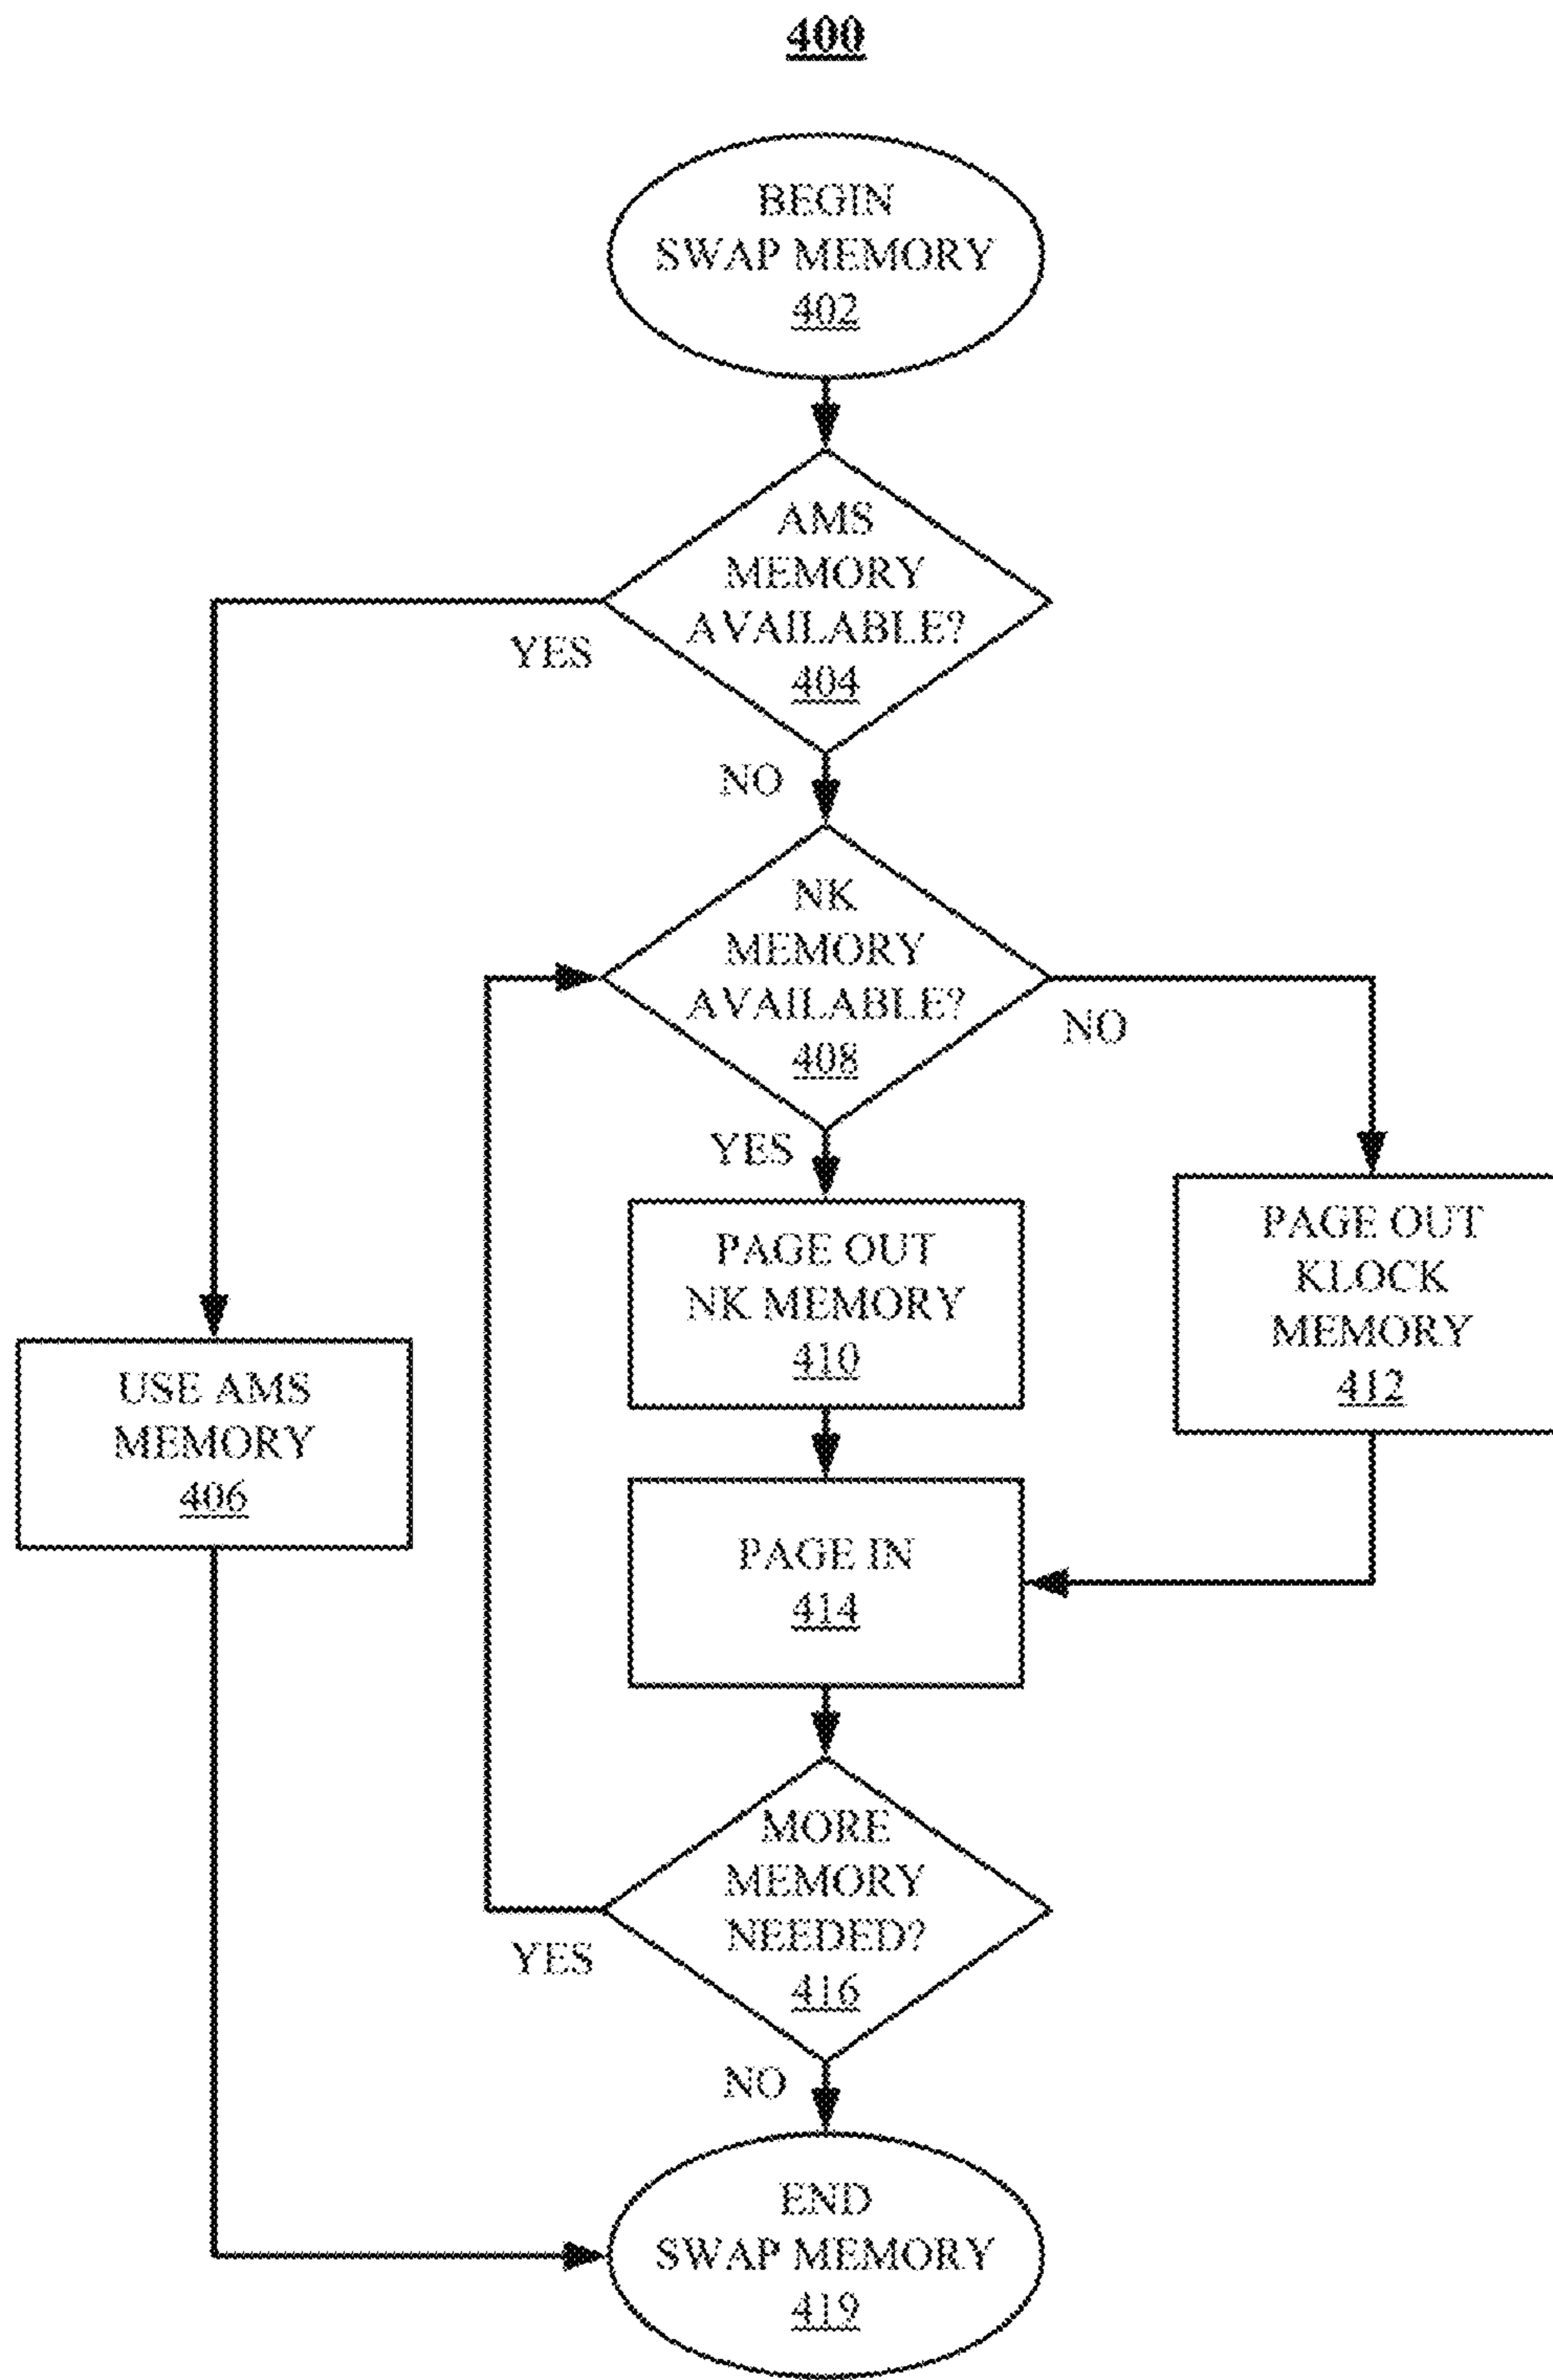 400
BEGIN
SWAP MEMORY
402
AMS
MEMORY
AVAILABLE?
404
YES
NO
NK
MEMORY
AVAILABLE?
408
NO
YES
PAGE OUT
NK MEMORY
410
PAGE OUT
KLOCK
MEMORY
412
USE AMS
MEMORY
406
PAGE IN
414
MORE
MEMORY
NEEDED?
416
YES
NO
END
SWAP MEMORY
419